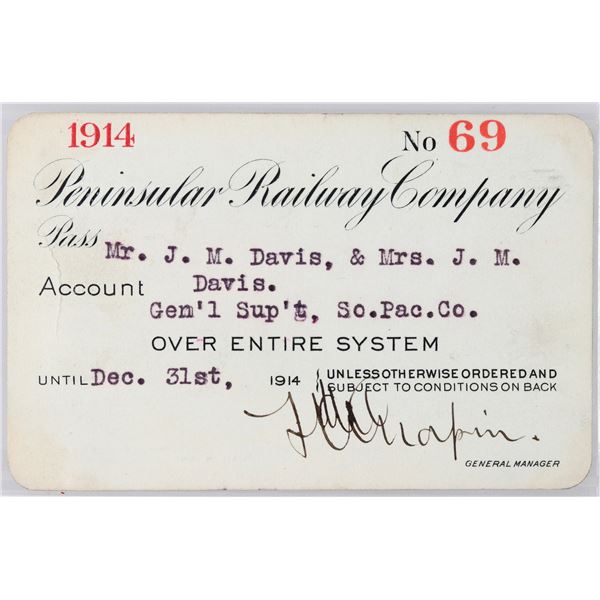 1914 No 69
Peninsular Railway Company
Pass Mr. J. M. Davis, & Mrs. J. M.
Account Davis.
Gen'l Sup't, So.Pac.Co.
OVER ENTIRE SYSTEM
UNTIL Dec. 31st, 1914 UNLESS OTHERWISE ORDERED AND
SUBJECT TO CONDITIONS ON BACK
Chapin.
GENERAL MANAGER